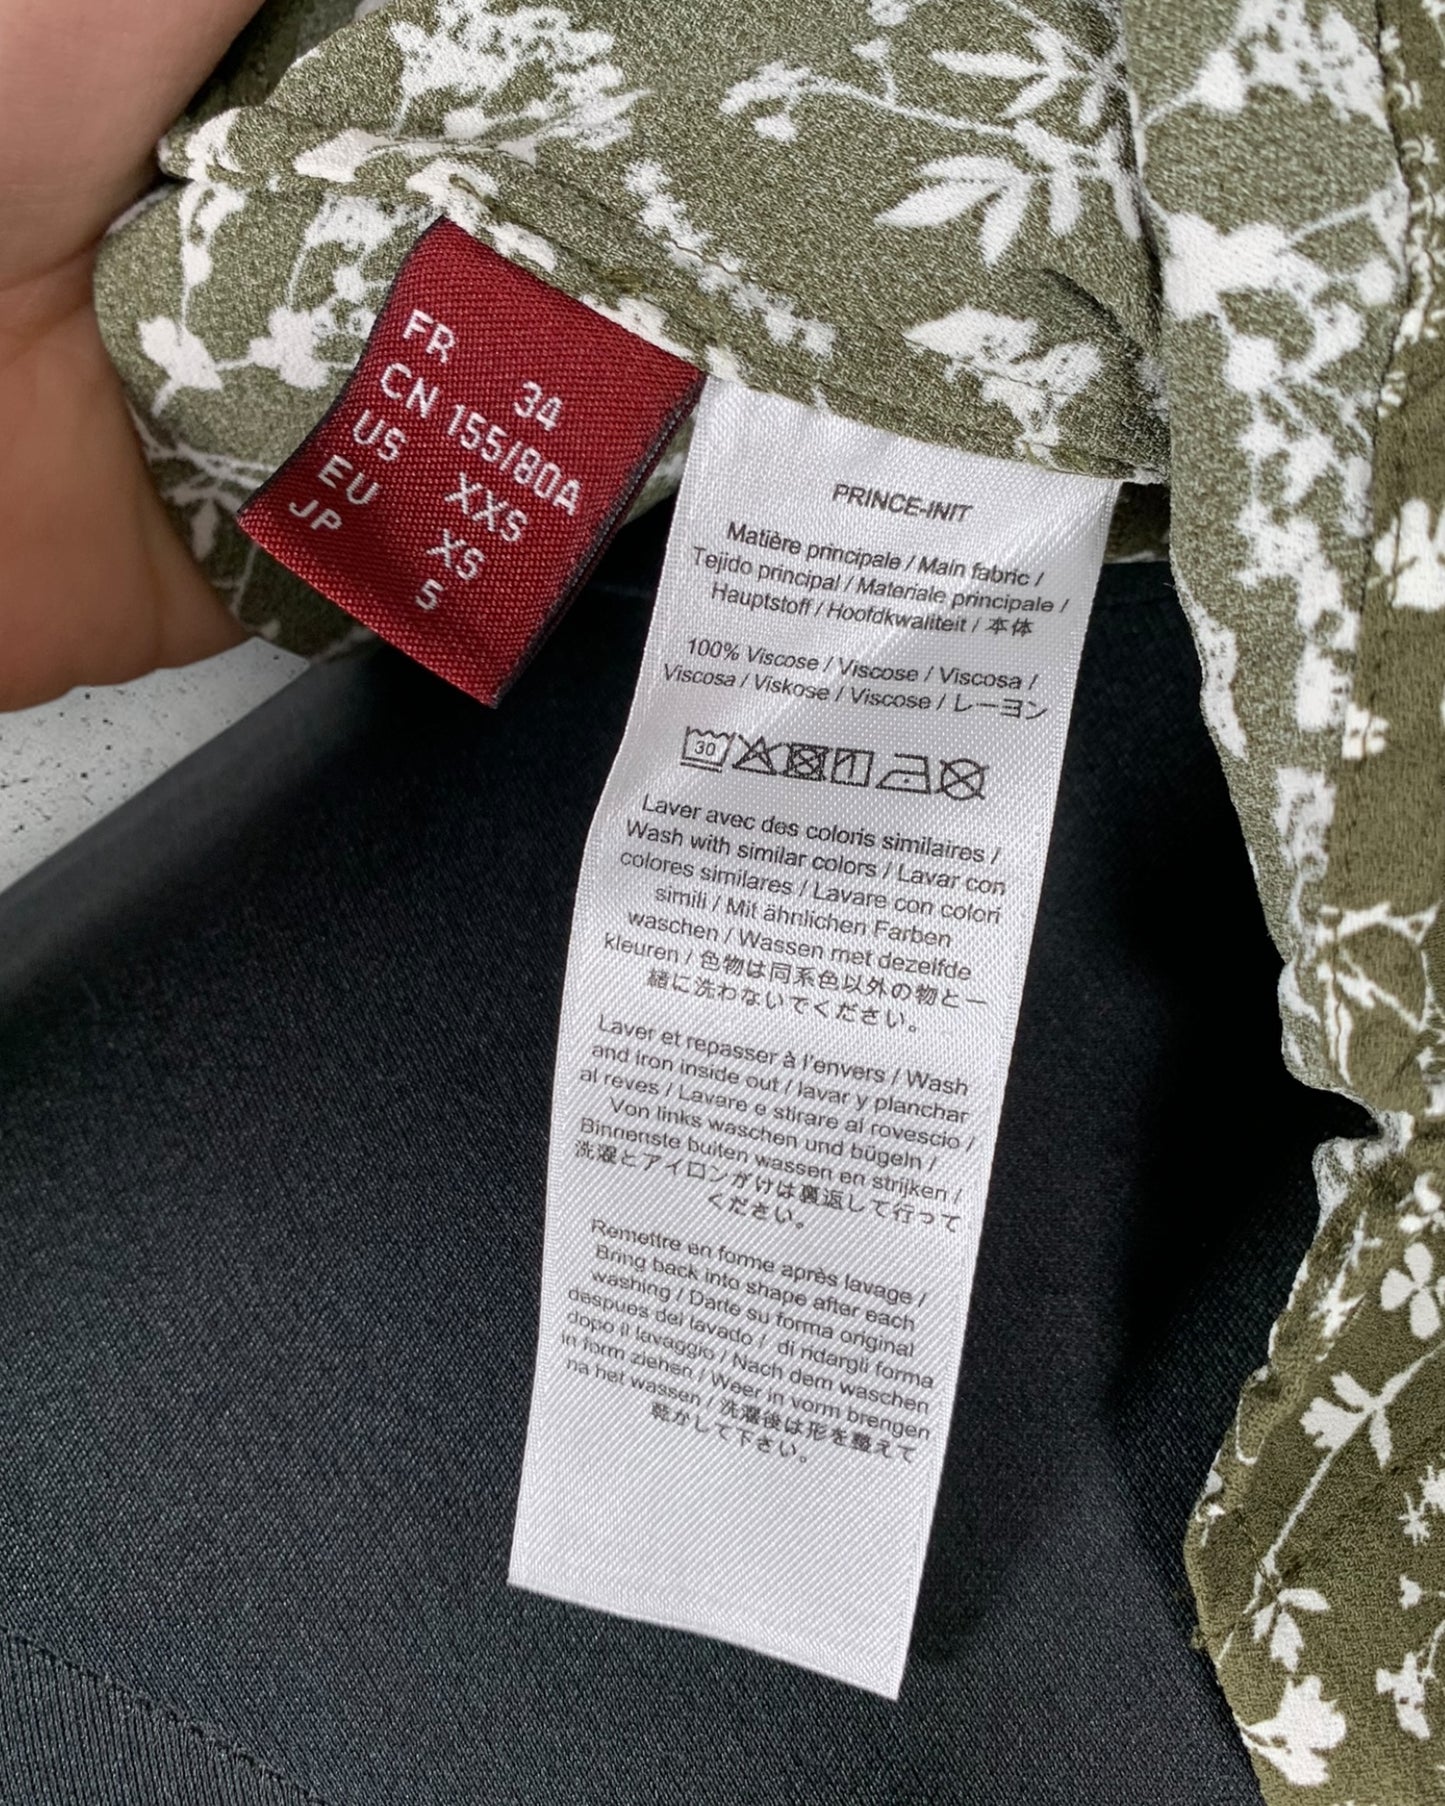 FR 34
CN 155/80A
US XXS
EU XS
JP 5
PRINCE-INIT
Matière principale / Main fabric /
Tejido principal / Materiale principale /
Hauptstoff / Hoofdkwaliteit / 本体
100% Viscose / Viscose / Viscosa /
Viscosa / Viskose / Viscose / レーヨン
30
Laver avec des coloris similaires /
Wash with similar colors / Lavar con
colores similares / Lavare con colori
simili / Mit ähnlichen Farben
waschen / Wassen met dezelfde
kleuren / 色物は同系色以外の物と一
緒に洗わないでください。
Laver et repasser à l'envers / Wash
and iron inside out / lavar y planchar
al reves / Lavare e stirare al rovescio /
Von links waschen und bügeln /
Binnenste buiten wassen en strijken /
洗濯とアイロンがけは裏返して行って
ください。
Remettre en forme après lavage /
Bring back into shape after each
washing / Darte su forma original
despues del lavado / di ridargli forma
dopo il lavaggio / Nach dem waschen
in form ziehen / Weer in vorm brengen
na het wassen / 洗濯後は形を整えて
乾かして下さい。